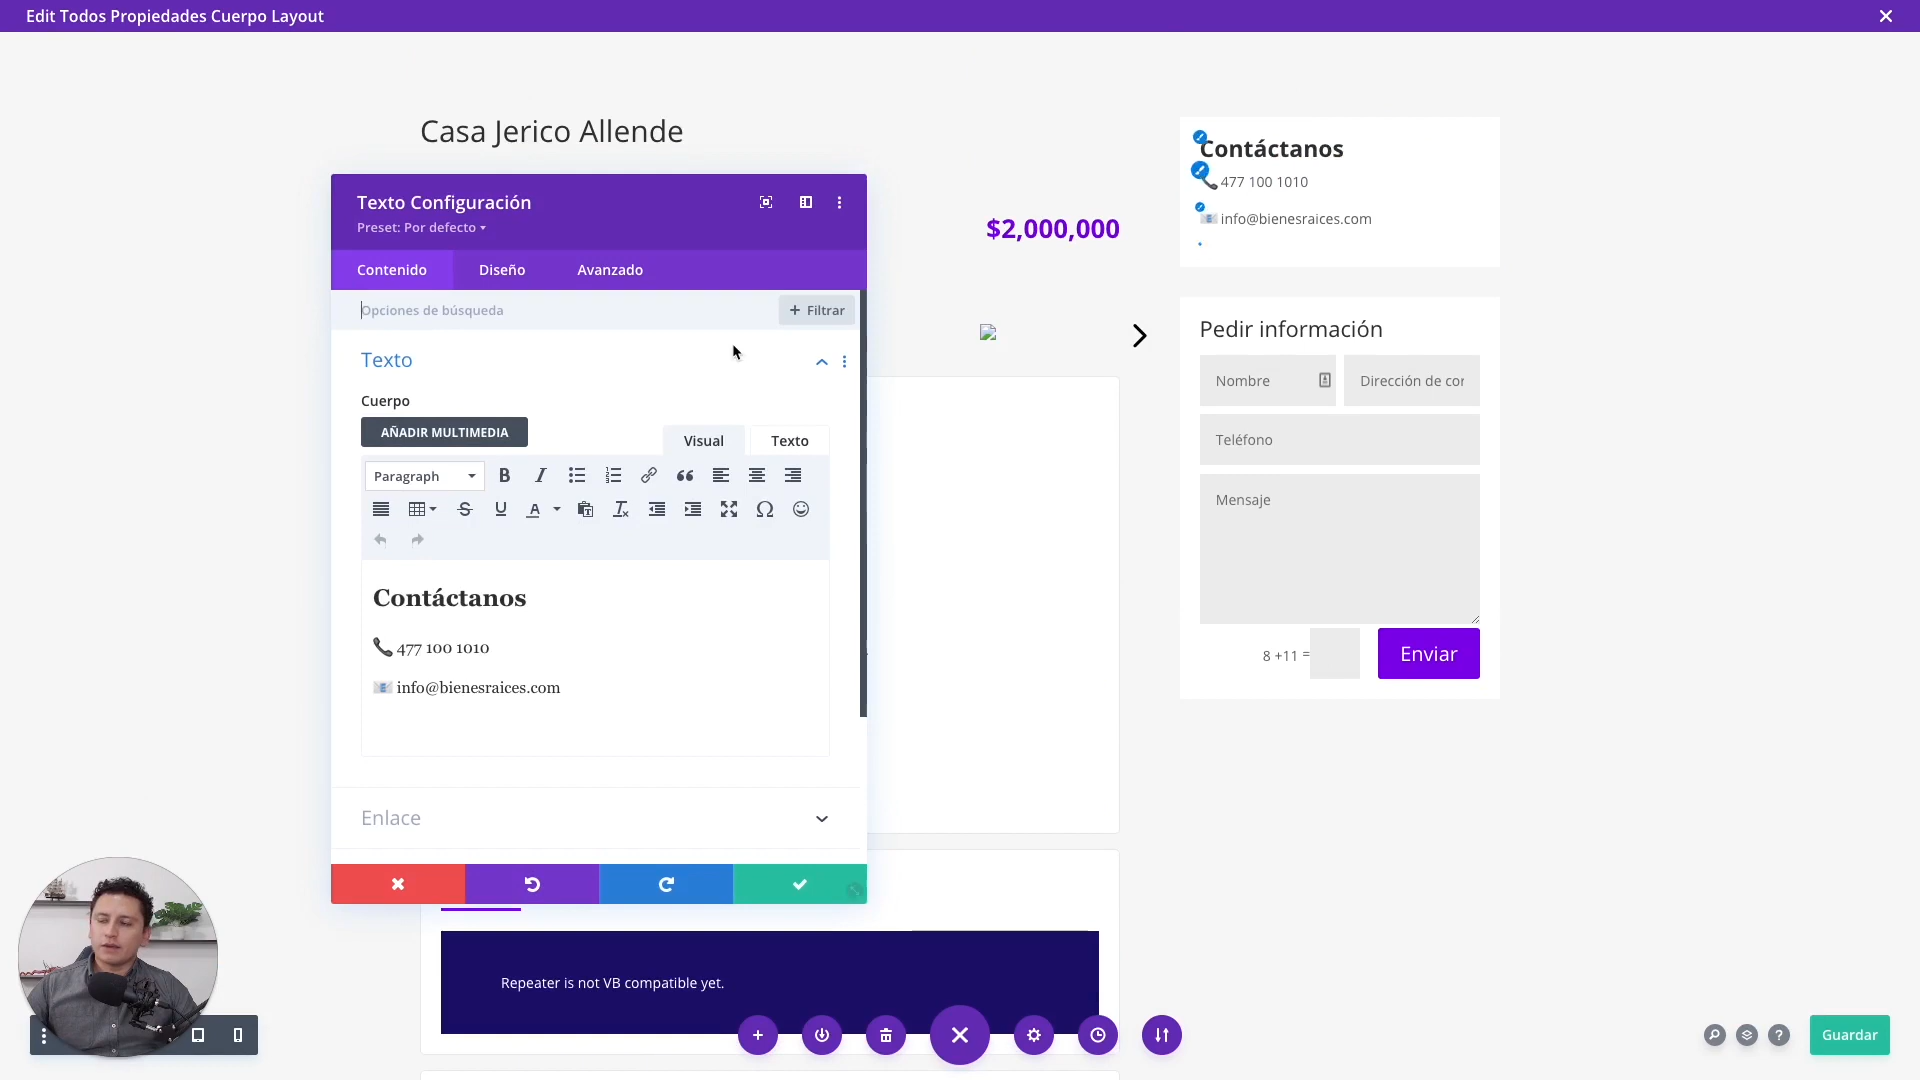 Edit Todos Propiedades Cuerpo Layout
Casa Jerico Allende
Texto Configuración
Preset: Por defecto
Contenido
Diseño
Avanzado
Opciones de búsqueda
+ Filtrar
Texto
Cuerpo
AÑADIR MULTIMEDIA
Visual
Texto
Paragraph
Contáctanos
477 100 1010
info@bienesraices.com
Enlace
$2,000,000
Repeater is not VB compatible yet.
Contáctanos
477 100 1010
info@bienesraices.com
Pedir información
Nombre
Dirección de cor
Teléfono
Mensaje
8 +11 =
Enviar
Guardar